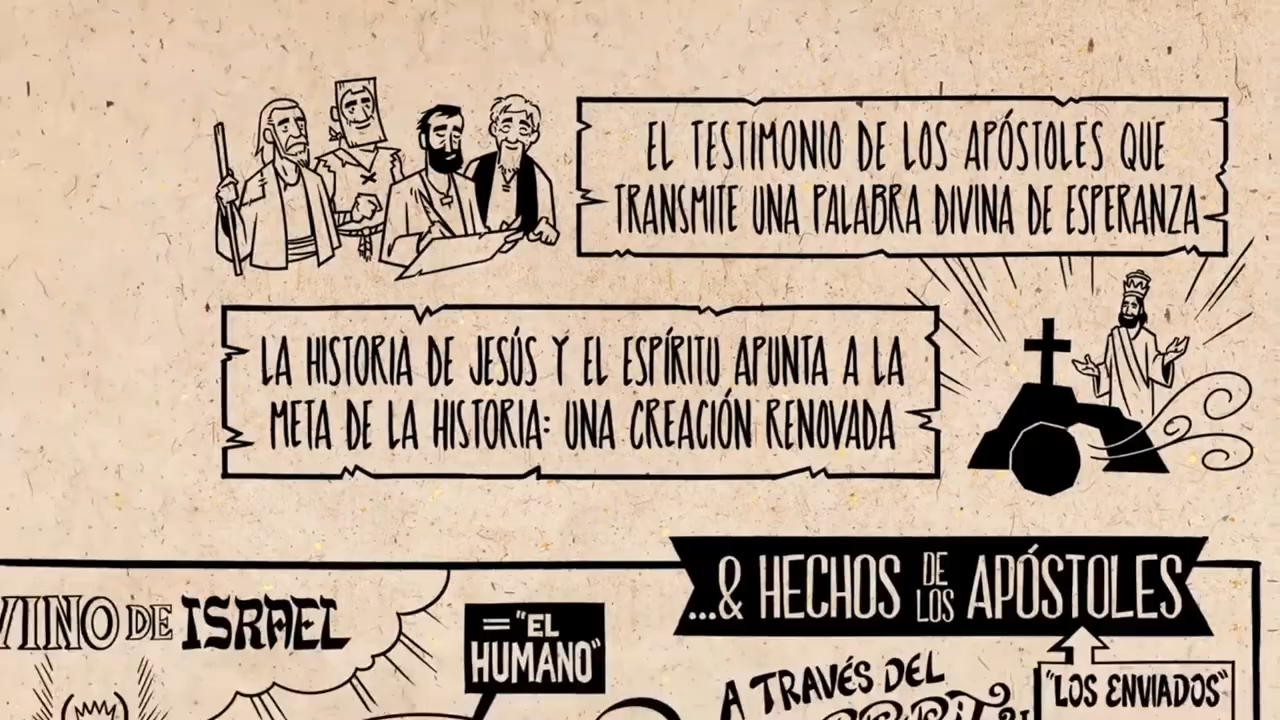 EL TESTIMONIO DE LOS APÓSTOLES QUE
TRANSMITE UNA PALABRA DIVINA DE ESPERANZA
LA HISTORIA DE JESÚS Y EL ESPÍRITU APUNTA A LA
META DE LA HISTORIA: UNA CREACIÓN RENOVADA
...& HECHOS DE LOS APÓSTOLES
DE ISRAEL
= "EL
HUMANO"
A TRAVÉS DEL
"LOS ENVIADOS"